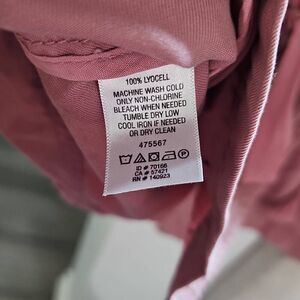 100% LYOCELL
MACHINE WASH COLD
ONLY NON-CHLORINE
BLEACH WHEN NEEDED
TUMBLE DRY LOW
COOL IRON IF NEEDED
OR DRY CLEAN
475567
ID # 70166
CA # 57421
RN # 140923